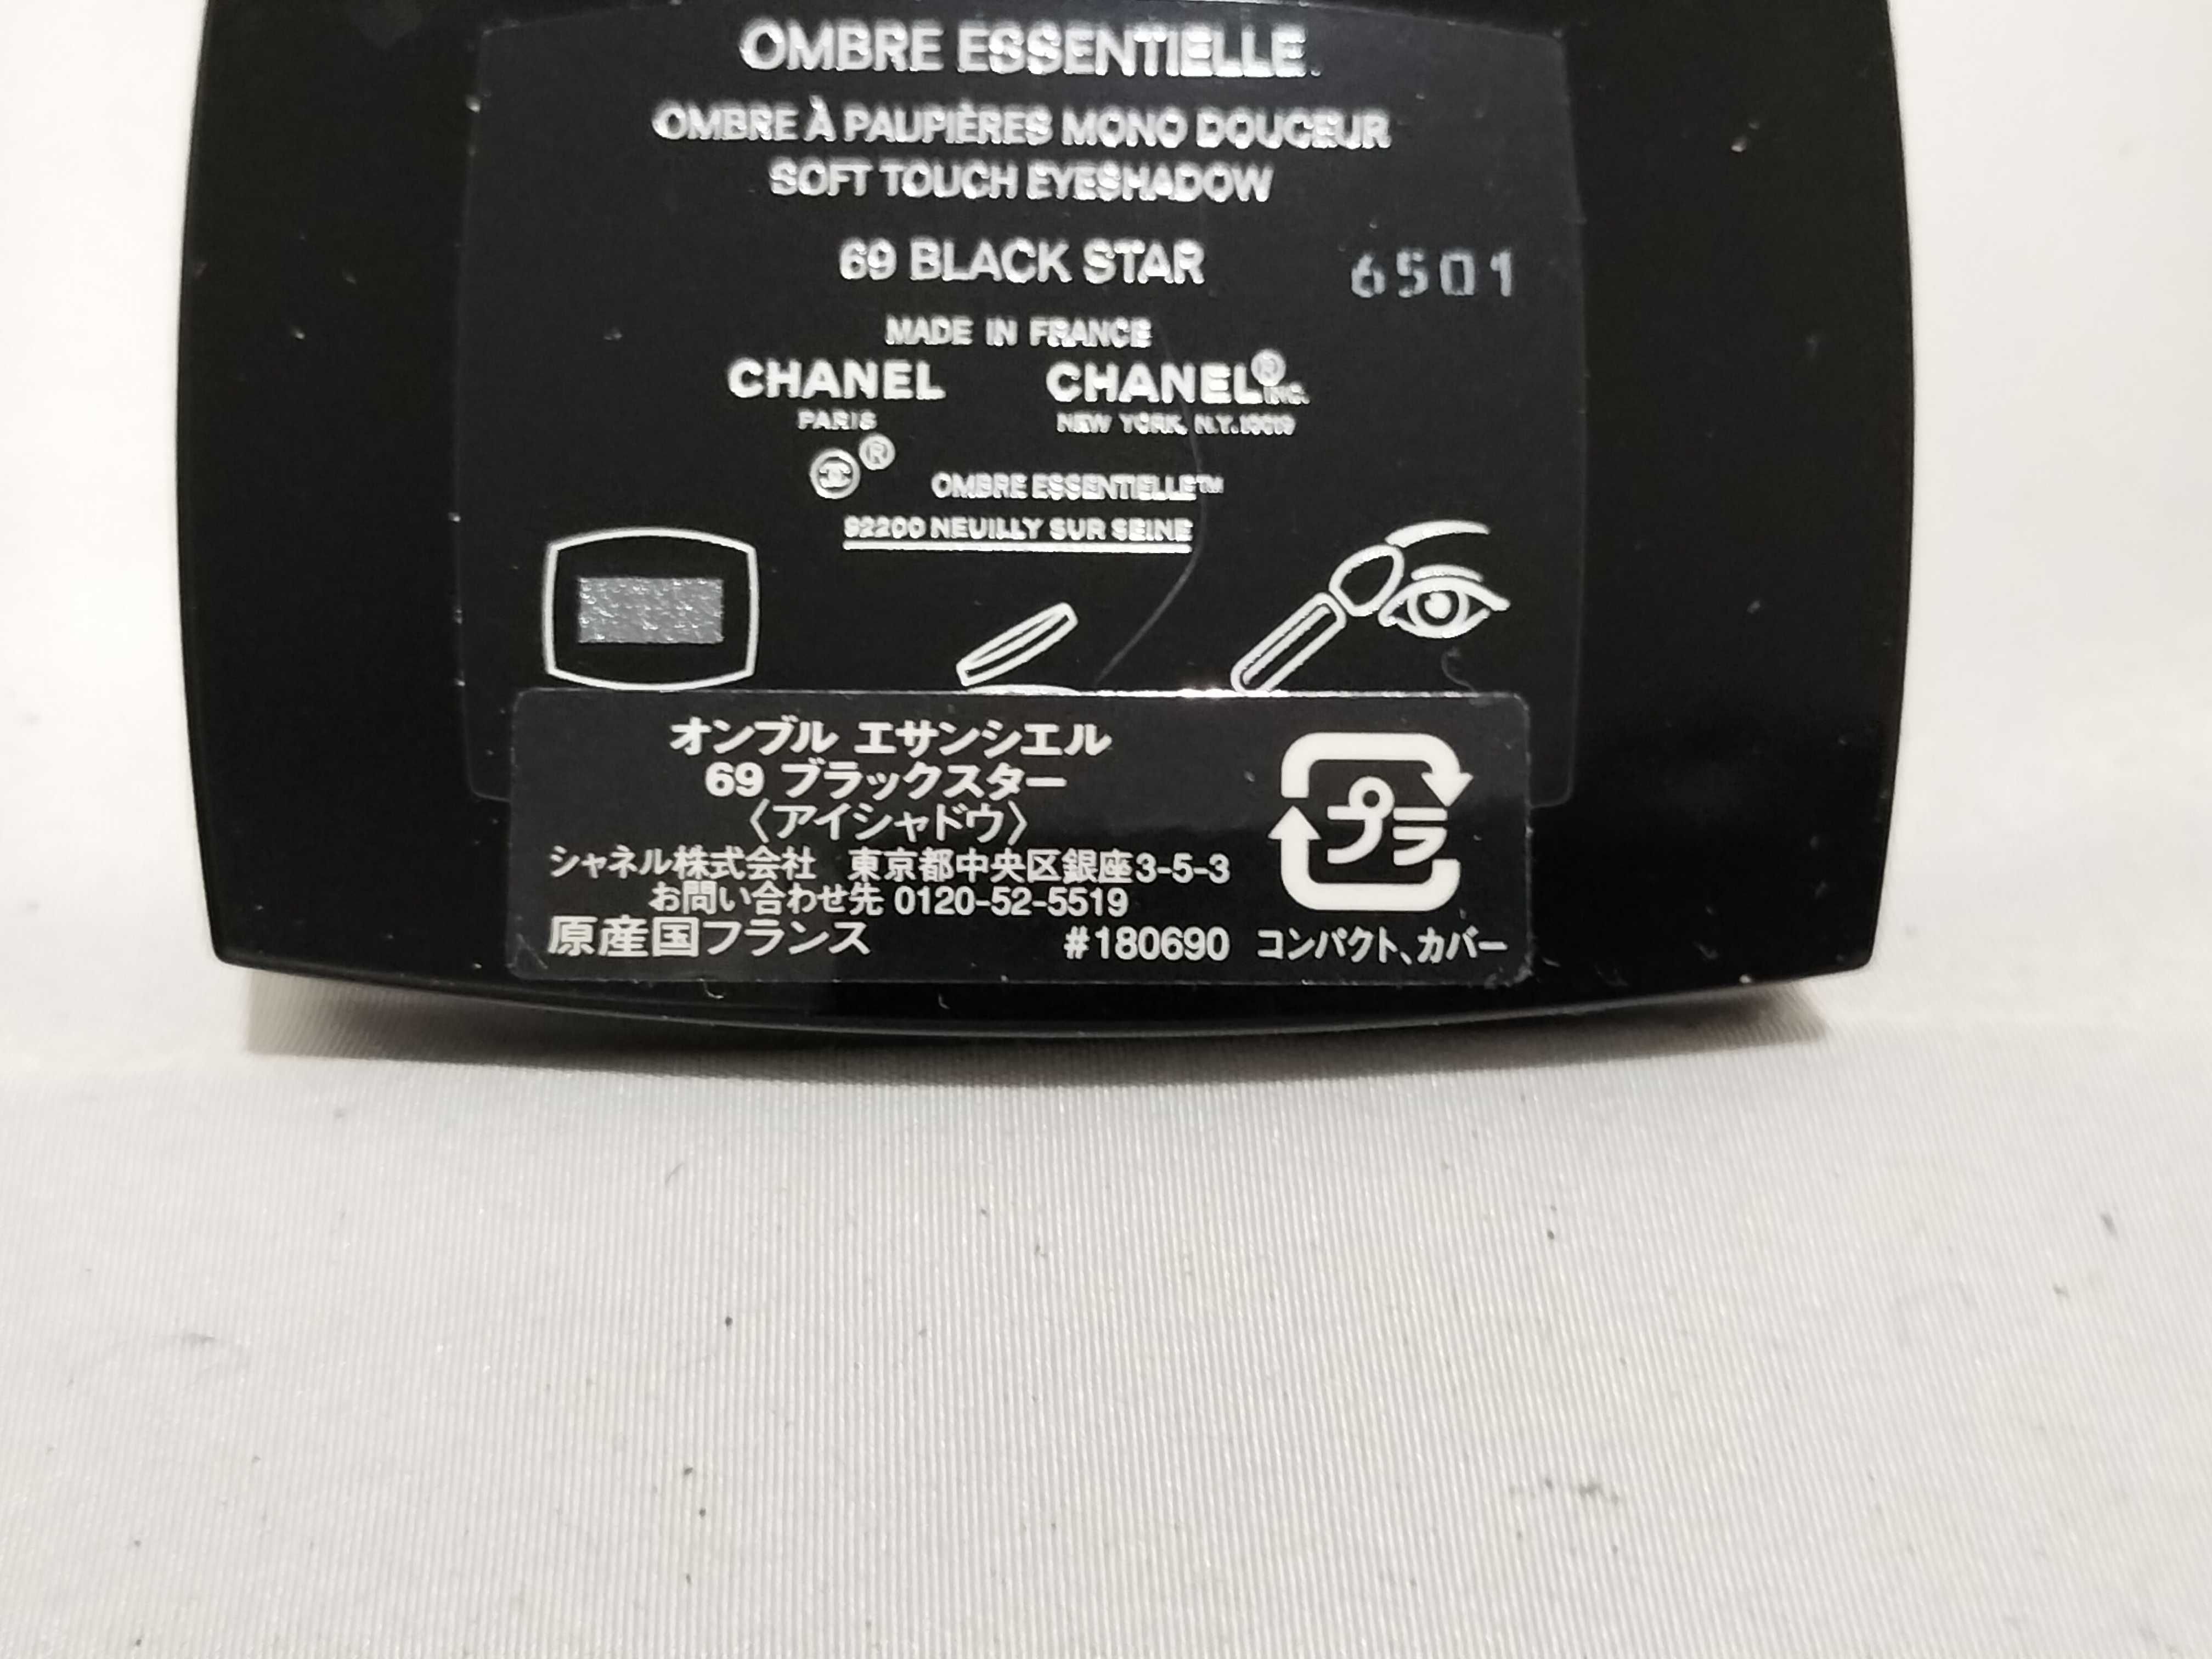 OMBRE ESSENTIELLE
OMBRE À PAUPIÈRES MONO DOUCEUR
SOFT TOUCH EYESHADOW
69 BLACK STAR 6501
MADE IN FRANCE
CHANEL CHANEL® INC.
PARIS NEW YORK, N.Y. 10019
® OMBRE ESSENTIELLE™
92200 NEUILLY SUR SEINE
オンブル エサンシエル
69 ブラックスター
〈アイシャドウ〉
プラ
シャネル株式会社 東京都中央区銀座3-5-3
お問い合わせ先 0120-52-5519
原産国フランス #180690 コンパクト、カバー